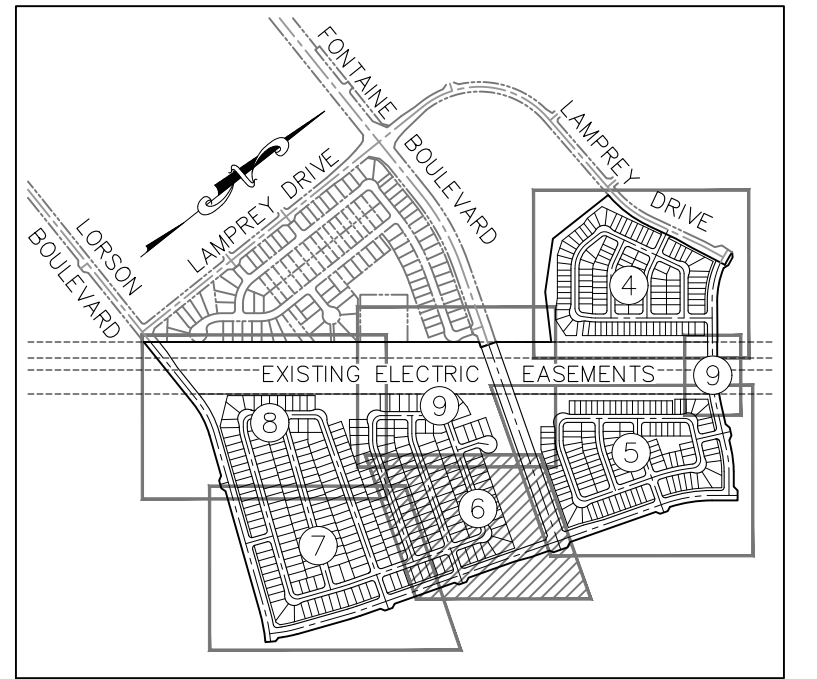 FONTAINE
BOULEVARD
LAMPREY DRIVE
LAMPREY DRIVE
LORSON
BOULEVARD
N
4
EXISTING ELECTRIC EASEMENTS
9
8
9
5
6
7